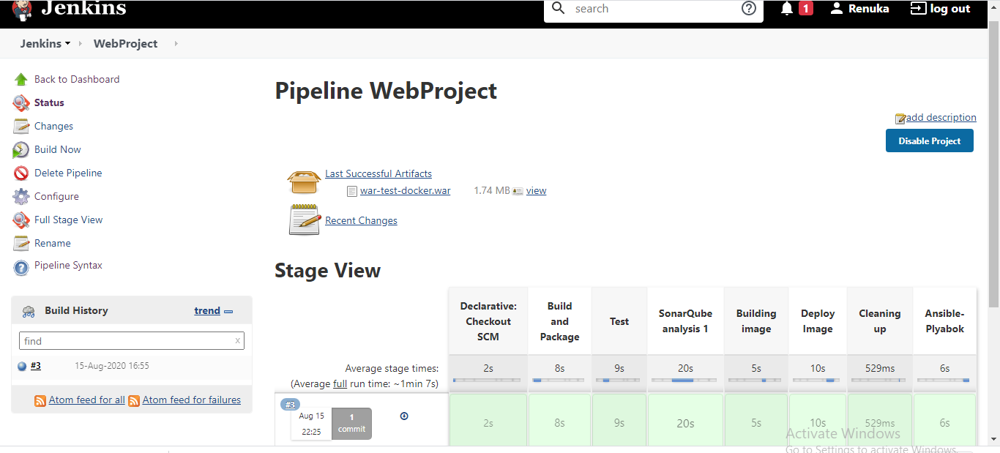 Jenkins
search
1
Renuka
log out
Jenkins
WebProject
Back to Dashboard
Status
Changes
Build Now
Delete Pipeline
Configure
Full Stage View
Rename
Pipeline Syntax
Build History
trend
find
x
#3
15-Aug-2020 16:55
Atom feed for all
Atom feed for failures
Pipeline WebProject
add description
Disable Project
Last Successful Artifacts
war-test-docker.war 1.74 MB view
Recent Changes
Stage View
Declarative:
Checkout
SCM
Build
and
Package
Test
SonarQube
analysis 1
Building
image
Deploy
Image
Cleaning
up
Ansible-
Plyabok
Average stage times:
(Average full run time: ~1min 7s)
2s
8s
9s
20s
5s
10s
529ms
6s
#3
Aug 15
22:25
1
commit
2s
8s
9s
20s
5s
10s
529ms
6s
Activate Windows
Go to Settings to activate Windows.